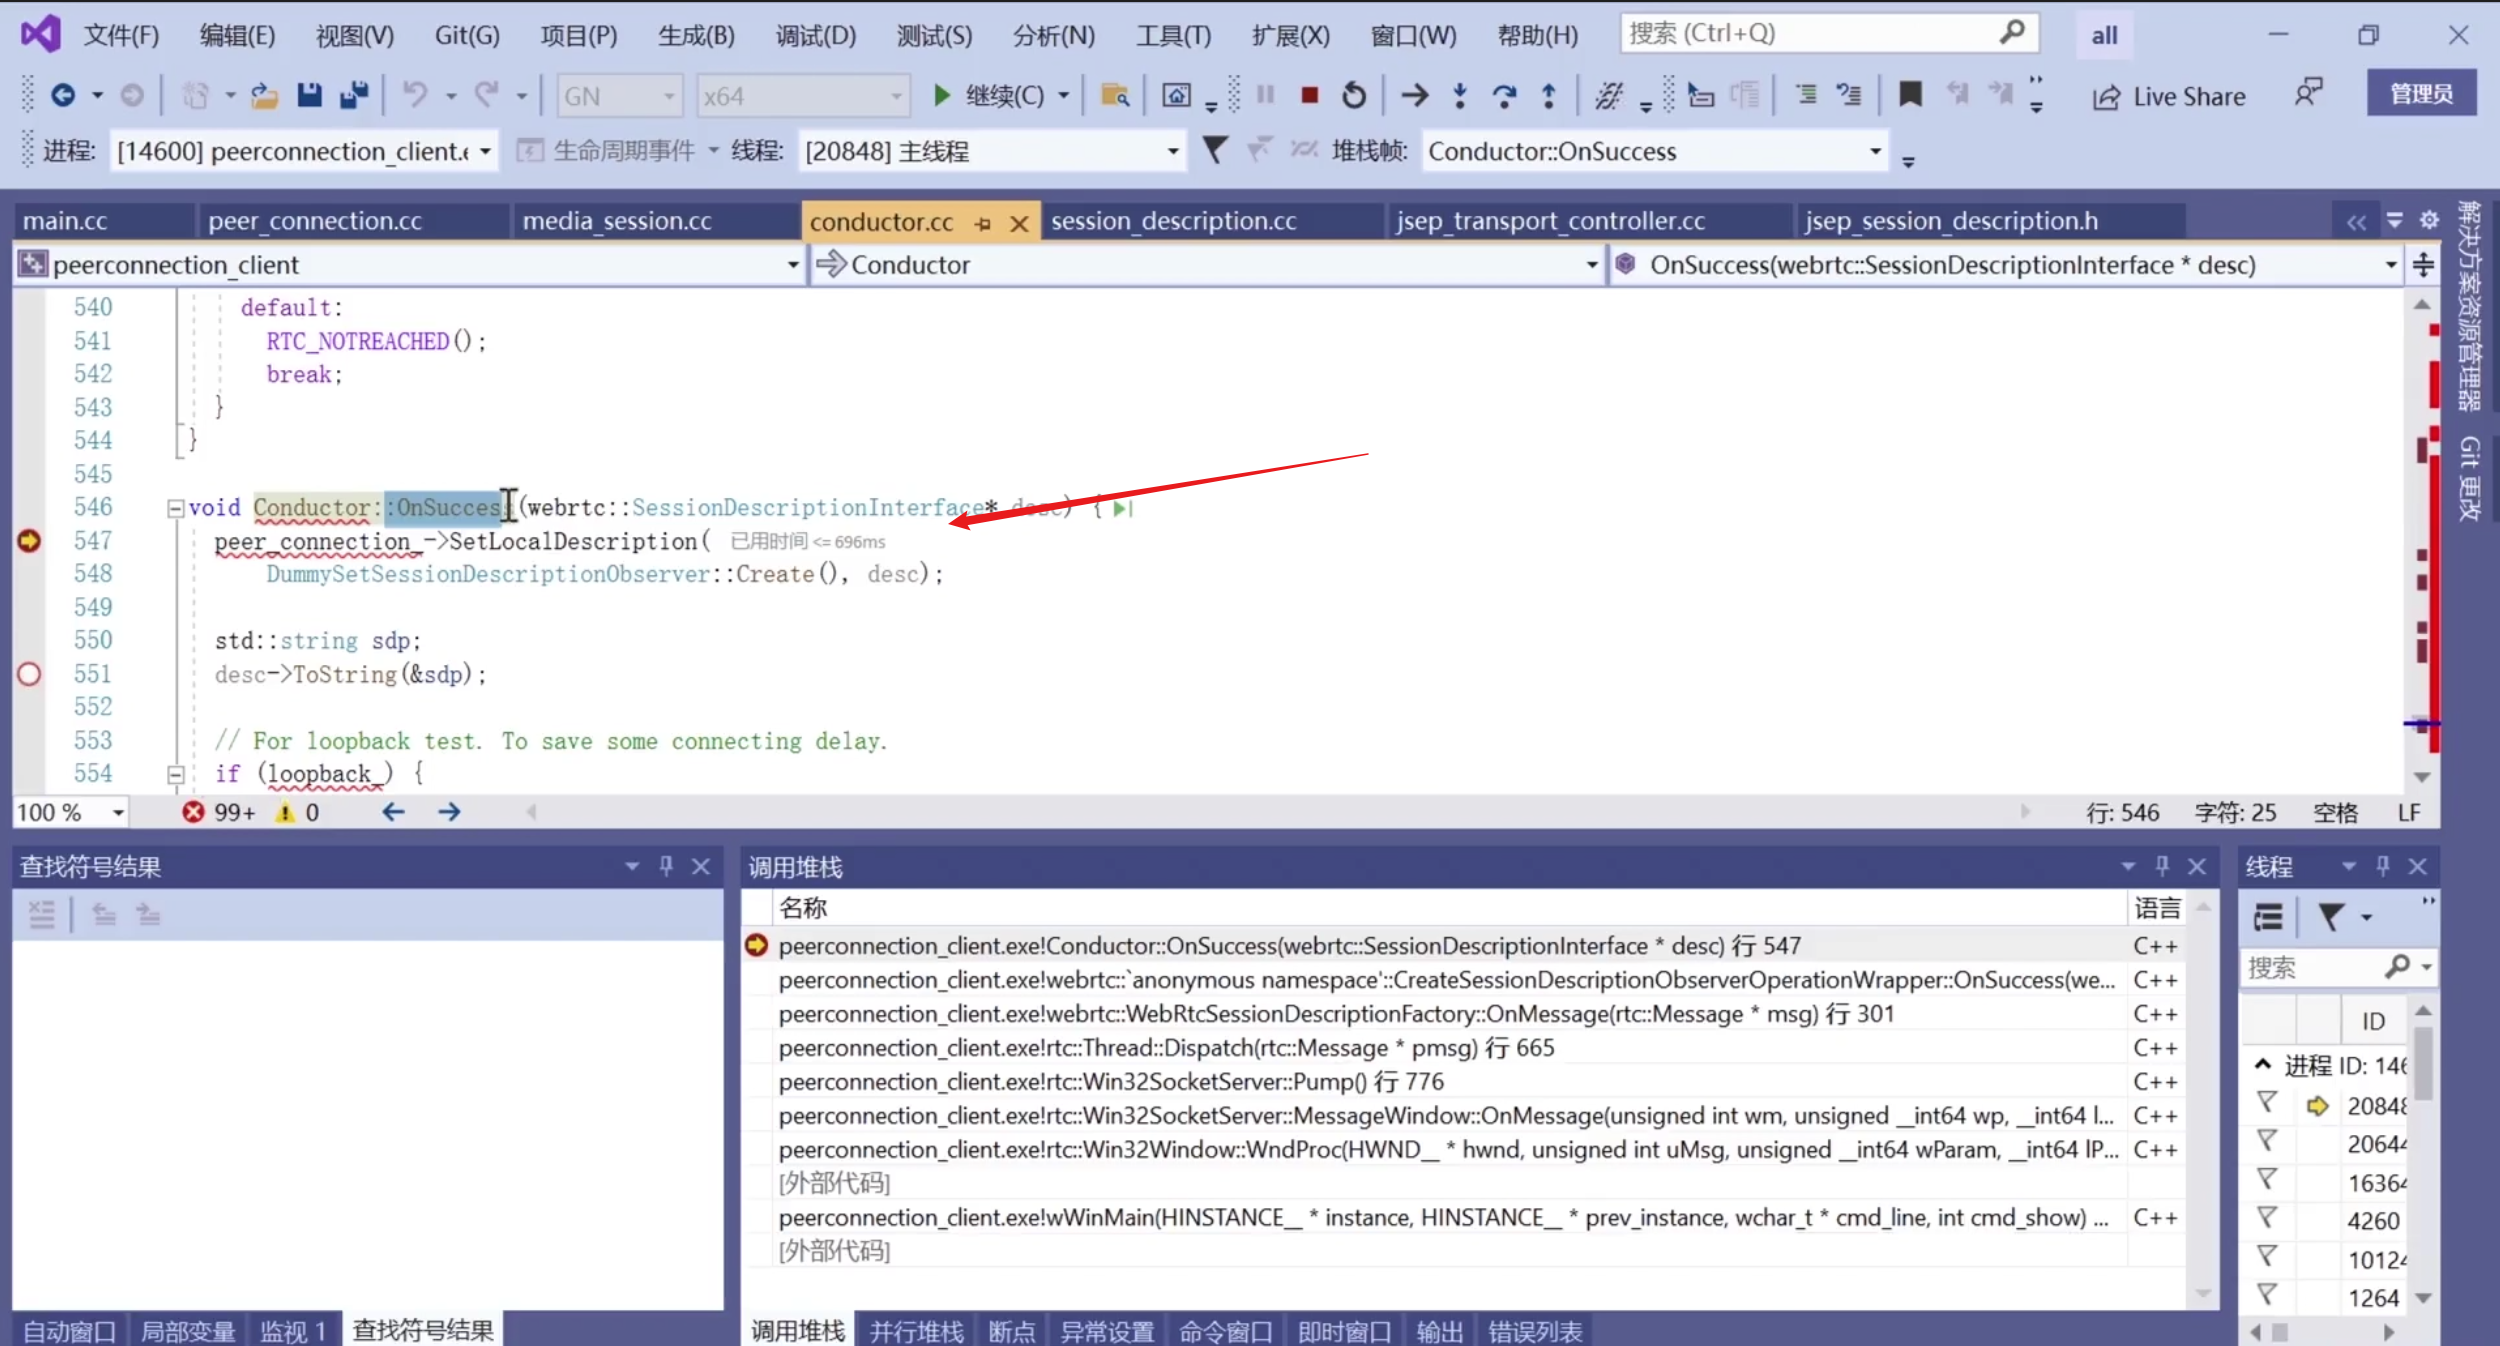 文件(F) 编辑(E) 视图(V) Git(G) 项目(P) 生成(B) 调试(D) 测试(S) 分析(N) 工具(T) 扩展(X) 窗口(W) 帮助(H) 搜索 (Ctrl+Q) all
GN x64 继续(C) Live Share 管理员
进程: [14600] peerconnection_client.e 生命周期事件 线程: [20848] 主线程 堆栈帧: Conductor::OnSuccess
main.cc peer_connection.cc media_session.cc conductor.cc session_description.cc jsep_transport_controller.cc jsep_session_description.h
peerconnection_client Conductor OnSuccess(webrtc::SessionDescriptionInterface * desc)
540 default:
541 RTC_NOTREACHED();
542 break;
543 }
544 }
545
546 void Conductor::OnSuccess(webrtc::SessionDescriptionInterface* desc) {
547 peer_connection_->SetLocalDescription( 已用时间 <= 696ms
548 DummySetSessionDescriptionObserver::Create(), desc);
549
550 std::string sdp;
551 desc->ToString(&sdp);
552
553 // For loopback test. To save some connecting delay.
554 if (loopback_) {
100 % 99+ 0 行: 546 字符: 25 空格 LF
解决方案资源管理器
Git 更改
查找符号结果
自动窗口 局部变量 监视 1 查找符号结果
调用堆栈
名称 语言
peerconnection_client.exe!Conductor::OnSuccess(webrtc::SessionDescriptionInterface * desc) 行 547 C++
peerconnection_client.exe!webrtc::`anonymous namespace'::CreateSessionDescriptionObserverOperationWrapper::OnSuccess(we... C++
peerconnection_client.exe!webrtc::WebRtcSessionDescriptionFactory::OnMessage(rtc::Message * msg) 行 301 C++
peerconnection_client.exe!rtc::Thread::Dispatch(rtc::Message * pmsg) 行 665 C++
peerconnection_client.exe!rtc::Win32SocketServer::Pump() 行 776 C++
peerconnection_client.exe!rtc::Win32SocketServer::MessageWindow::OnMessage(unsigned int wm, unsigned __int64 wp, __int64 l... C++
peerconnection_client.exe!rtc::Win32Window::WndProc(HWND__ * hwnd, unsigned int uMsg, unsigned __int64 wParam, __int64 lP... C++
[外部代码]
peerconnection_client.exe!wWinMain(HINSTANCE__ * instance, HINSTANCE__ * prev_instance, wchar_t * cmd_line, int cmd_show) ... C++
[外部代码]
调用堆栈 并行堆栈 断点 异常设置 命令窗口 即时窗口 输出 错误列表
线程
搜索
ID
进程 ID: 146
20848
20644
16364
4260
10124
1264